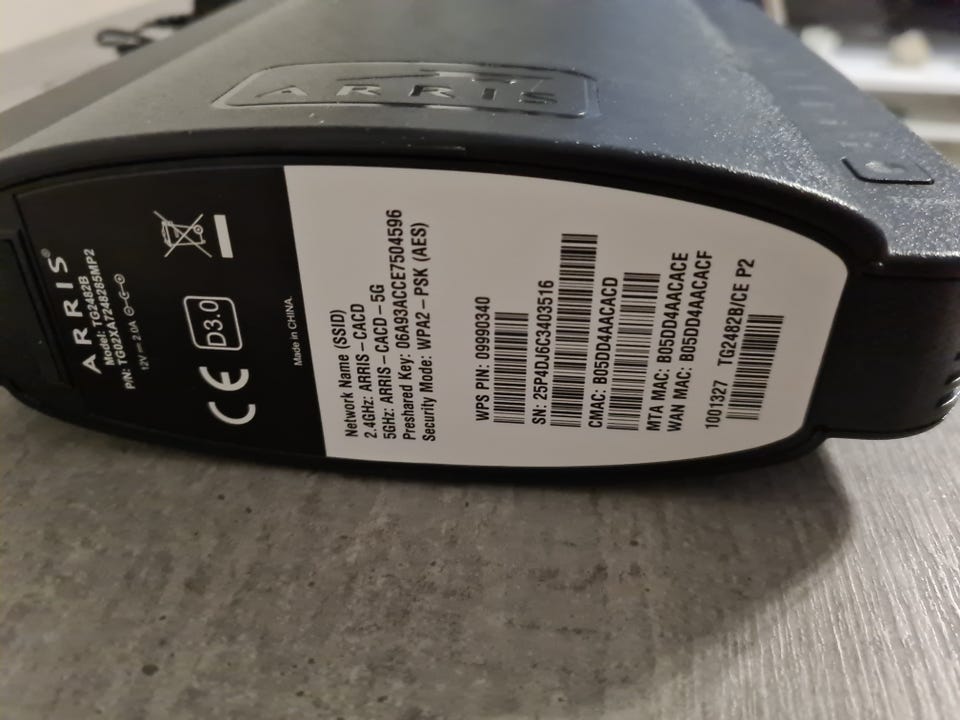 ARRIS
ARRIS®
Model: TG2482B
P/N: TG02XA7248285MP2
12V ⎓ 2.0A
CE
D3.0
Made in CHINA.
Network Name (SSID)
2.4GHz: ARRIS-CACD
5GHz: ARRIS-CACD-5G
Preshared Key: 06A93ACCE7504596
Security Mode: WPA2-PSK (AES)
WPS PIN: 09990340
SN: 25P4DJ6C3403516
CMAC: B05DD4AACACD
MTA MAC: B05DD4AACACE
WAN MAC: B05DD4AACACF
1001327 TG2482B/CE P2